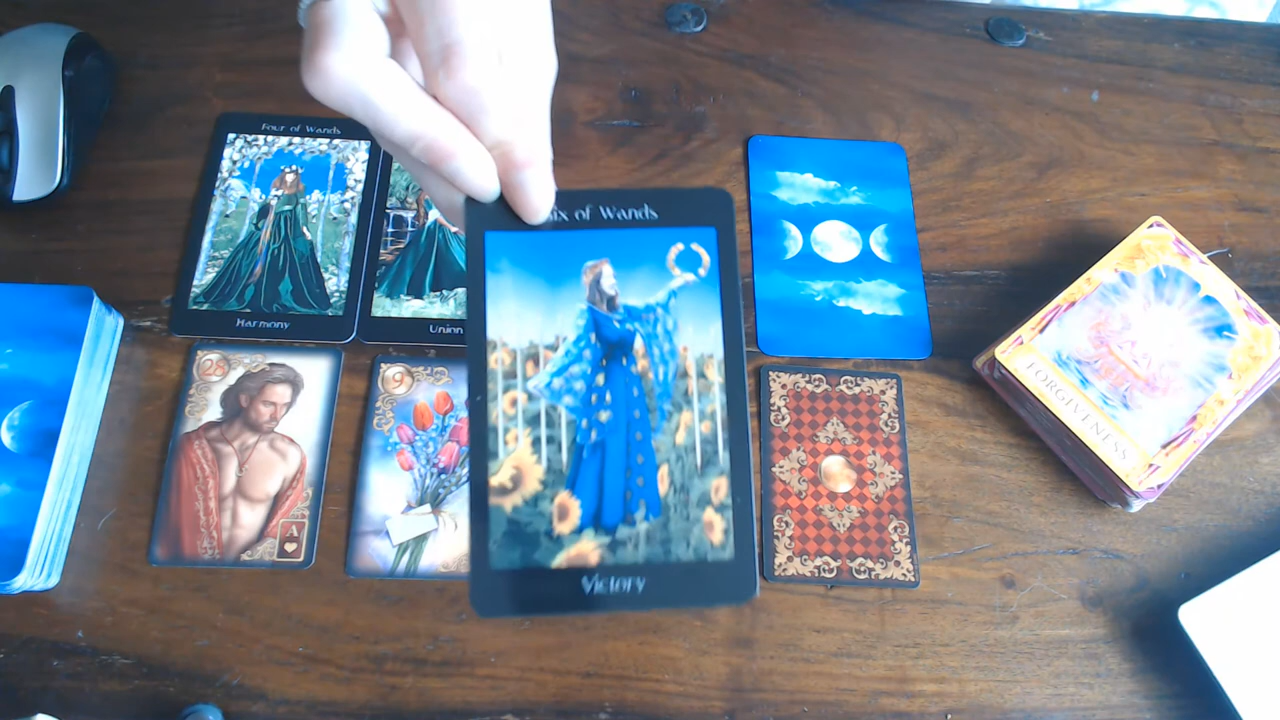 Four of Wands
Harmony
Union
Six of Wands
Victory
28
A
9
FORGIVENESS